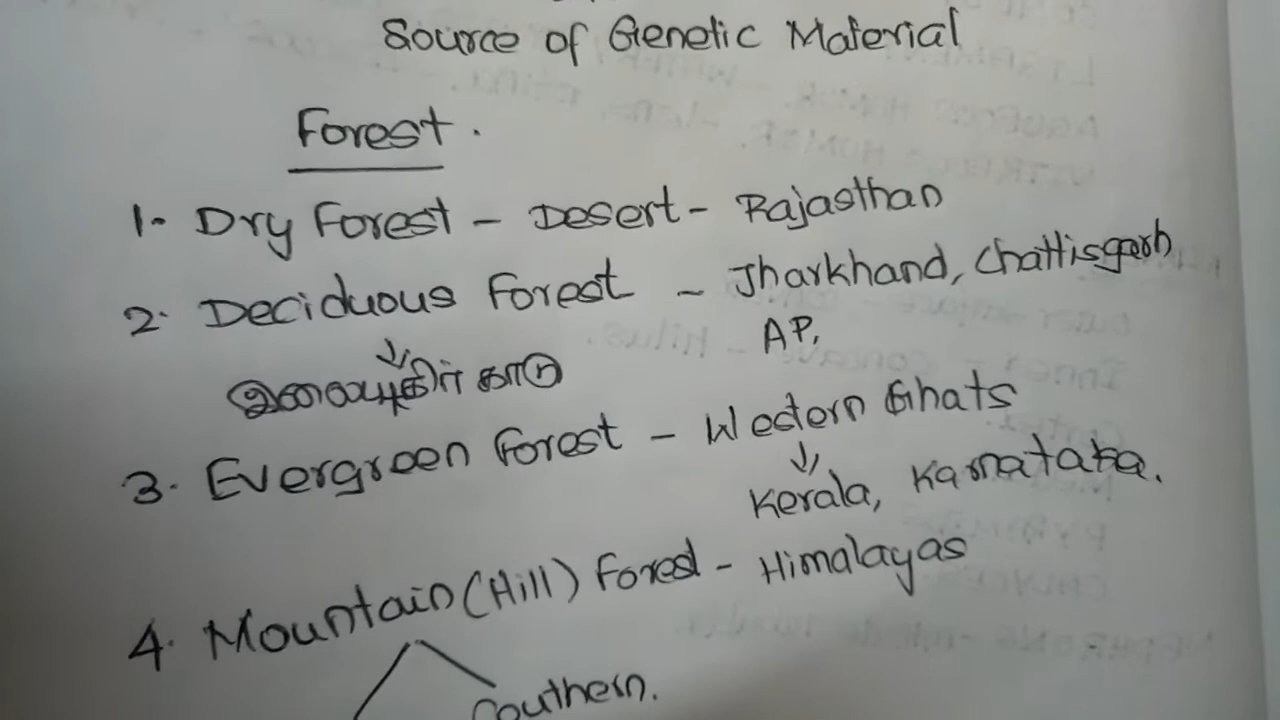 Source of Genetic Material
Forest.
1. Dry Forest - Desert - Rajasthan
2. Deciduous Forest - Jharkhand, Chattisgarh
AP,
இலையுதிர் காடு
3. Evergreen Forest - Western Ghats
Kerala, Karnataka.
4. Mountain (Hill) Forest - Himalayas
Southern.